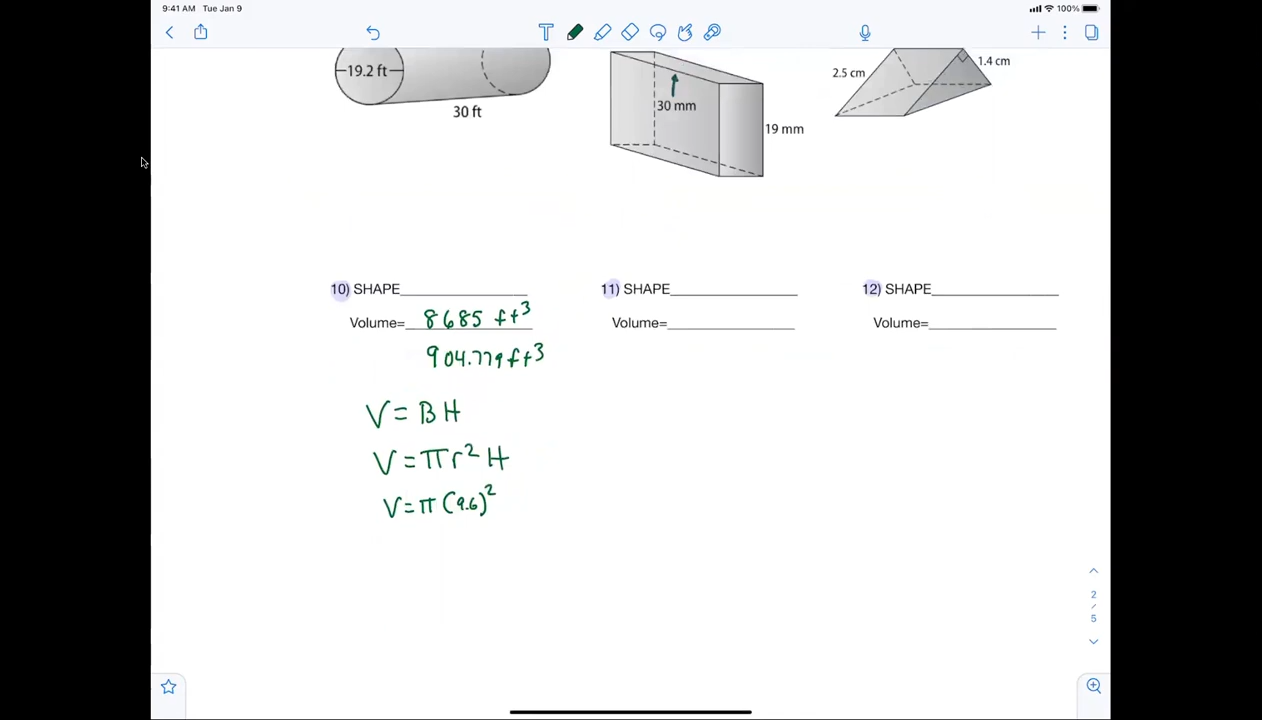 9:41 AM Tue Jan 9
100%
19.2 ft
30 ft
30 mm
19 mm
2.5 cm
1.4 cm
10) SHAPE
Volume= 8685 ft³
904.779 ft³
V = BH
V = πr² H
V = π (9.6)²
11) SHAPE
Volume=
12) SHAPE
Volume=
2
/
5